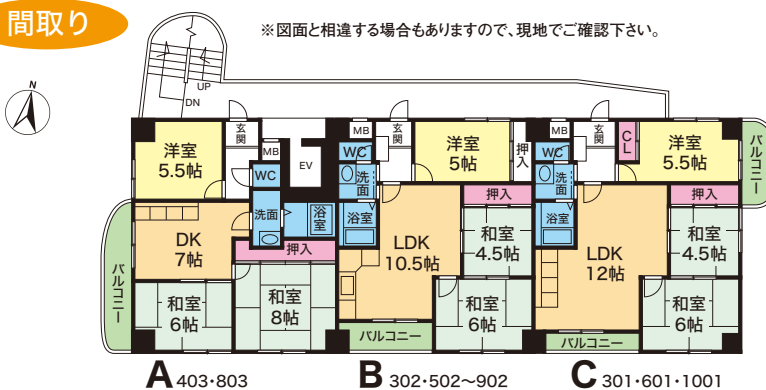 間取り
※図面と相違する場合もありますので、現地でご確認下さい。
N
UP
DN
洋室
5.5帖
玄関
MB
WC
EV
洗面
浴室
DK
7帖
押入
和室
6帖
和室
8帖
バルコニー
MB
玄関
WC
洗面
浴室
洋室
5帖
押入
押入
LDK
10.5帖
和室
4.5帖
和室
6帖
バルコニー
MB
玄関
CL
WC
洗面
浴室
洋室
5.5帖
バルコニー
押入
LDK
12帖
和室
4.5帖
和室
6帖
バルコニー
A 403・803
B 302・502~902
C 301・601・1001